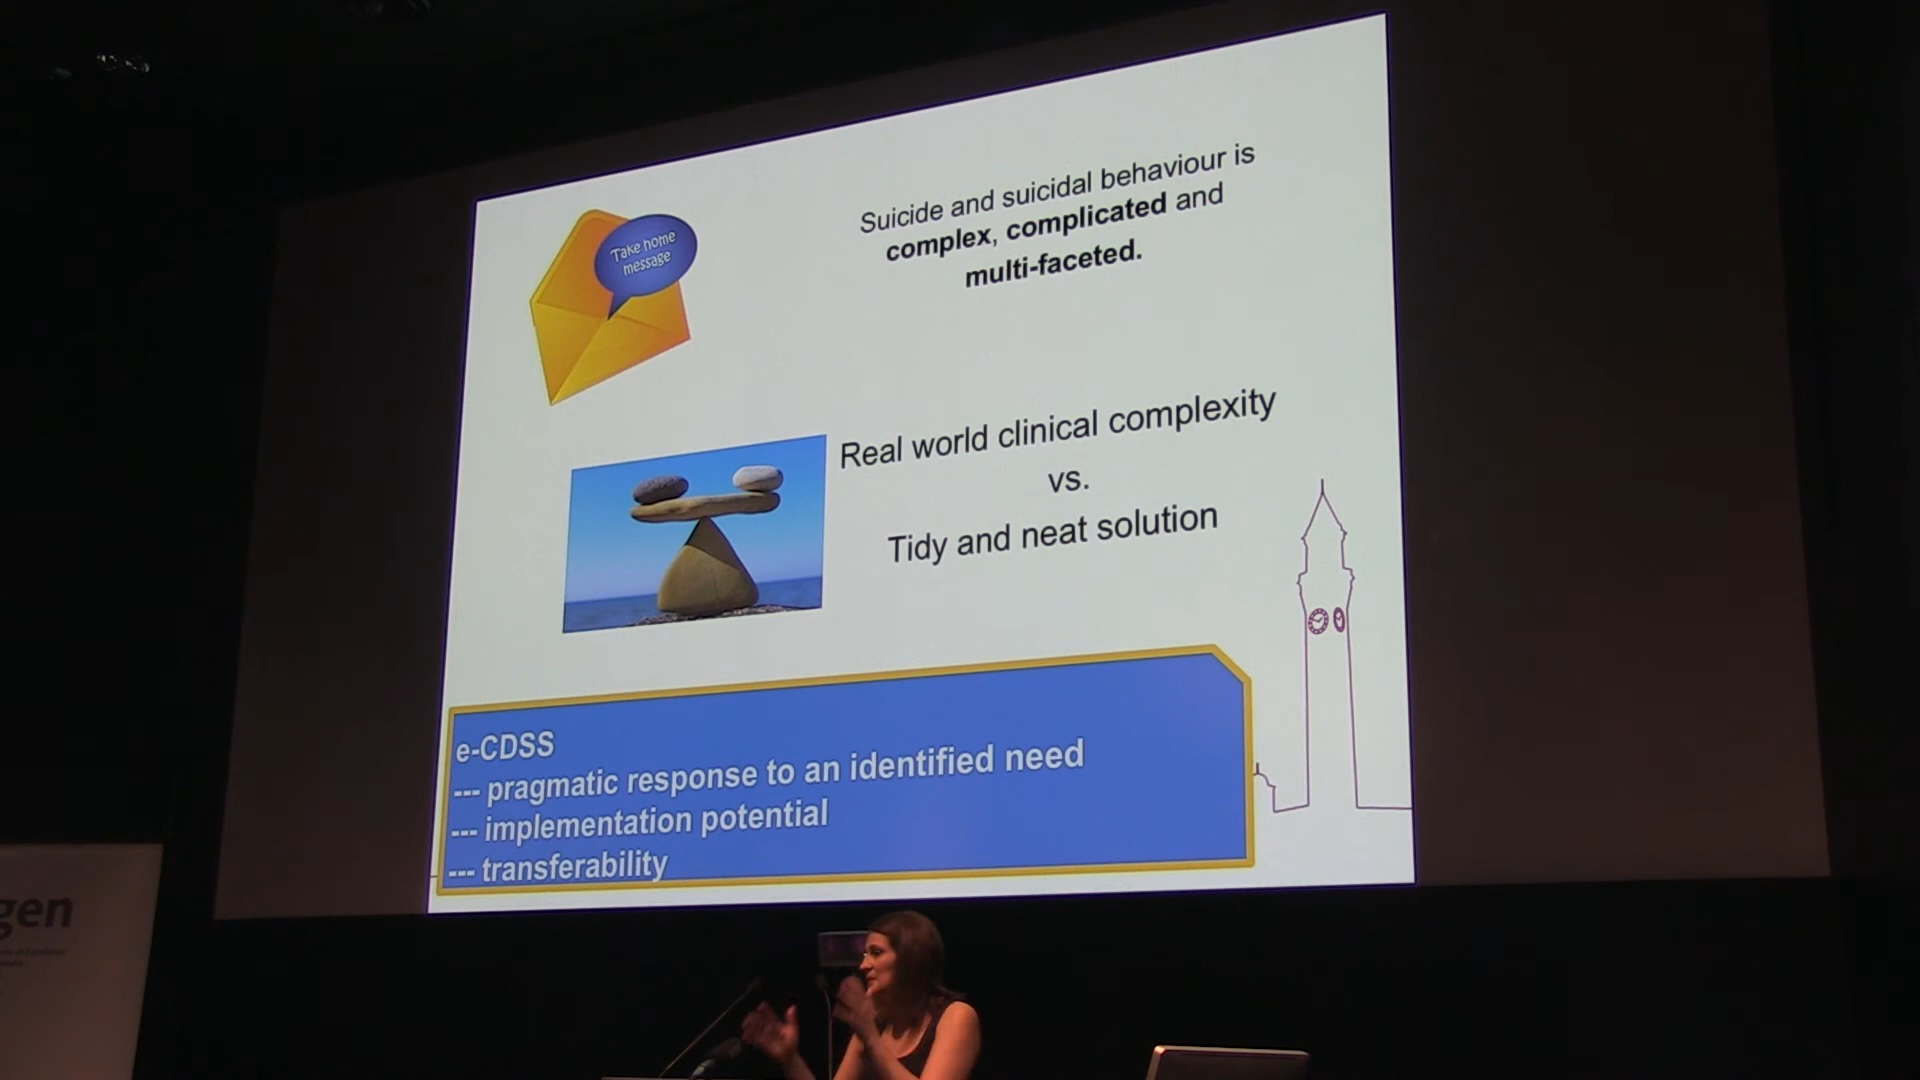 Take home
message
Suicide and suicidal behaviour is
complex, complicated and
multi-faceted.
Real world clinical complexity
vs.
Tidy and neat solution
e-CDSS
--- pragmatic response to an identified need
--- implementation potential
--- transferability
gen